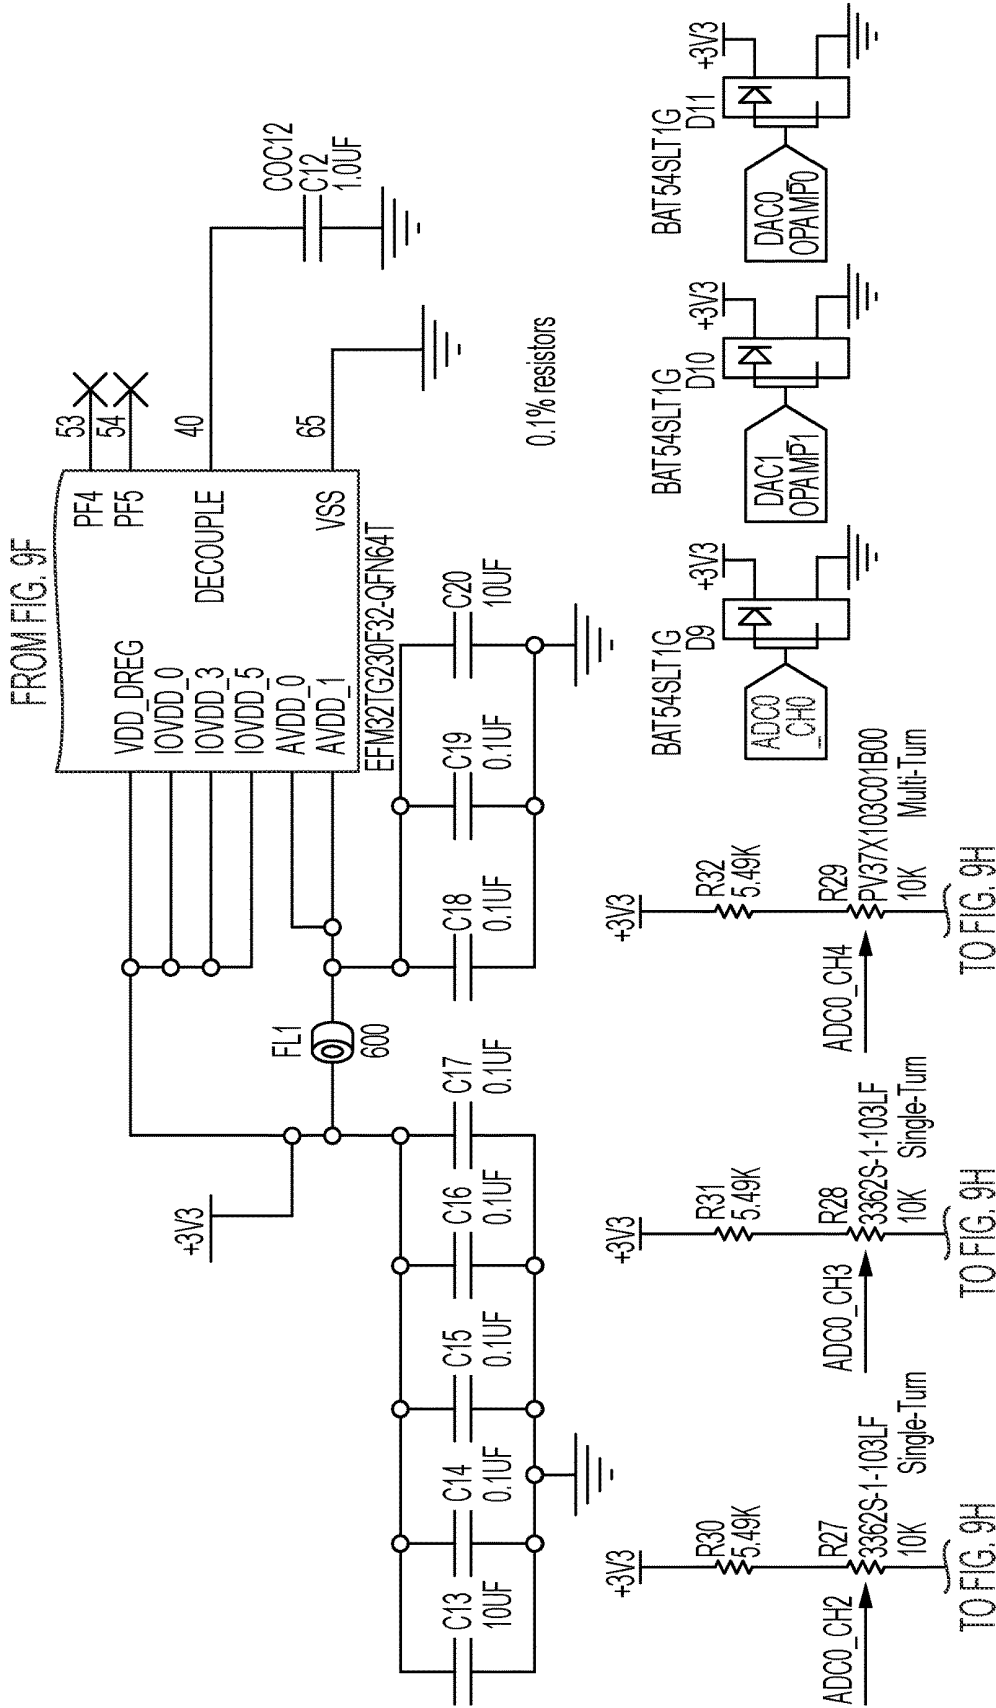 FROM FIG. 9F
VDD_DREG
IOVDD_0
IOVDD_3
IOVDD_5
AVDD_0
AVDD_1
PF4
PF5
DECOUPLE
VSS
53
54
40
65
EFM32TG230F32-QFN64T
COC12
C12
1.0UF
+3V3
FL1
600
C13
10UF
C14
0.1UF
C15
0.1UF
C16
0.1UF
C17
0.1UF
C18
0.1UF
C19
0.1UF
C20
10UF
0.1% resistors
+3V3
R30
5.49K
R27
3362S-1-103LF
10K
Single-Turn
ADC0_CH2
TO FIG. 9H
+3V3
R31
5.49K
R28
3362S-1-103LF
10K
Single-Turn
ADC0_CH3
TO FIG. 9H
+3V3
R32
5.49K
R29
PV37X103C01B00
10K
Multi-Turn
ADC0_CH4
TO FIG. 9H
BAT54SLT1G
D9
+3V3
ADC0
_CH0
BAT54SLT1G
D10
+3V3
DAC1
OPAMP1
BAT54SLT1G
D11
+3V3
DAC0
OPAMP0